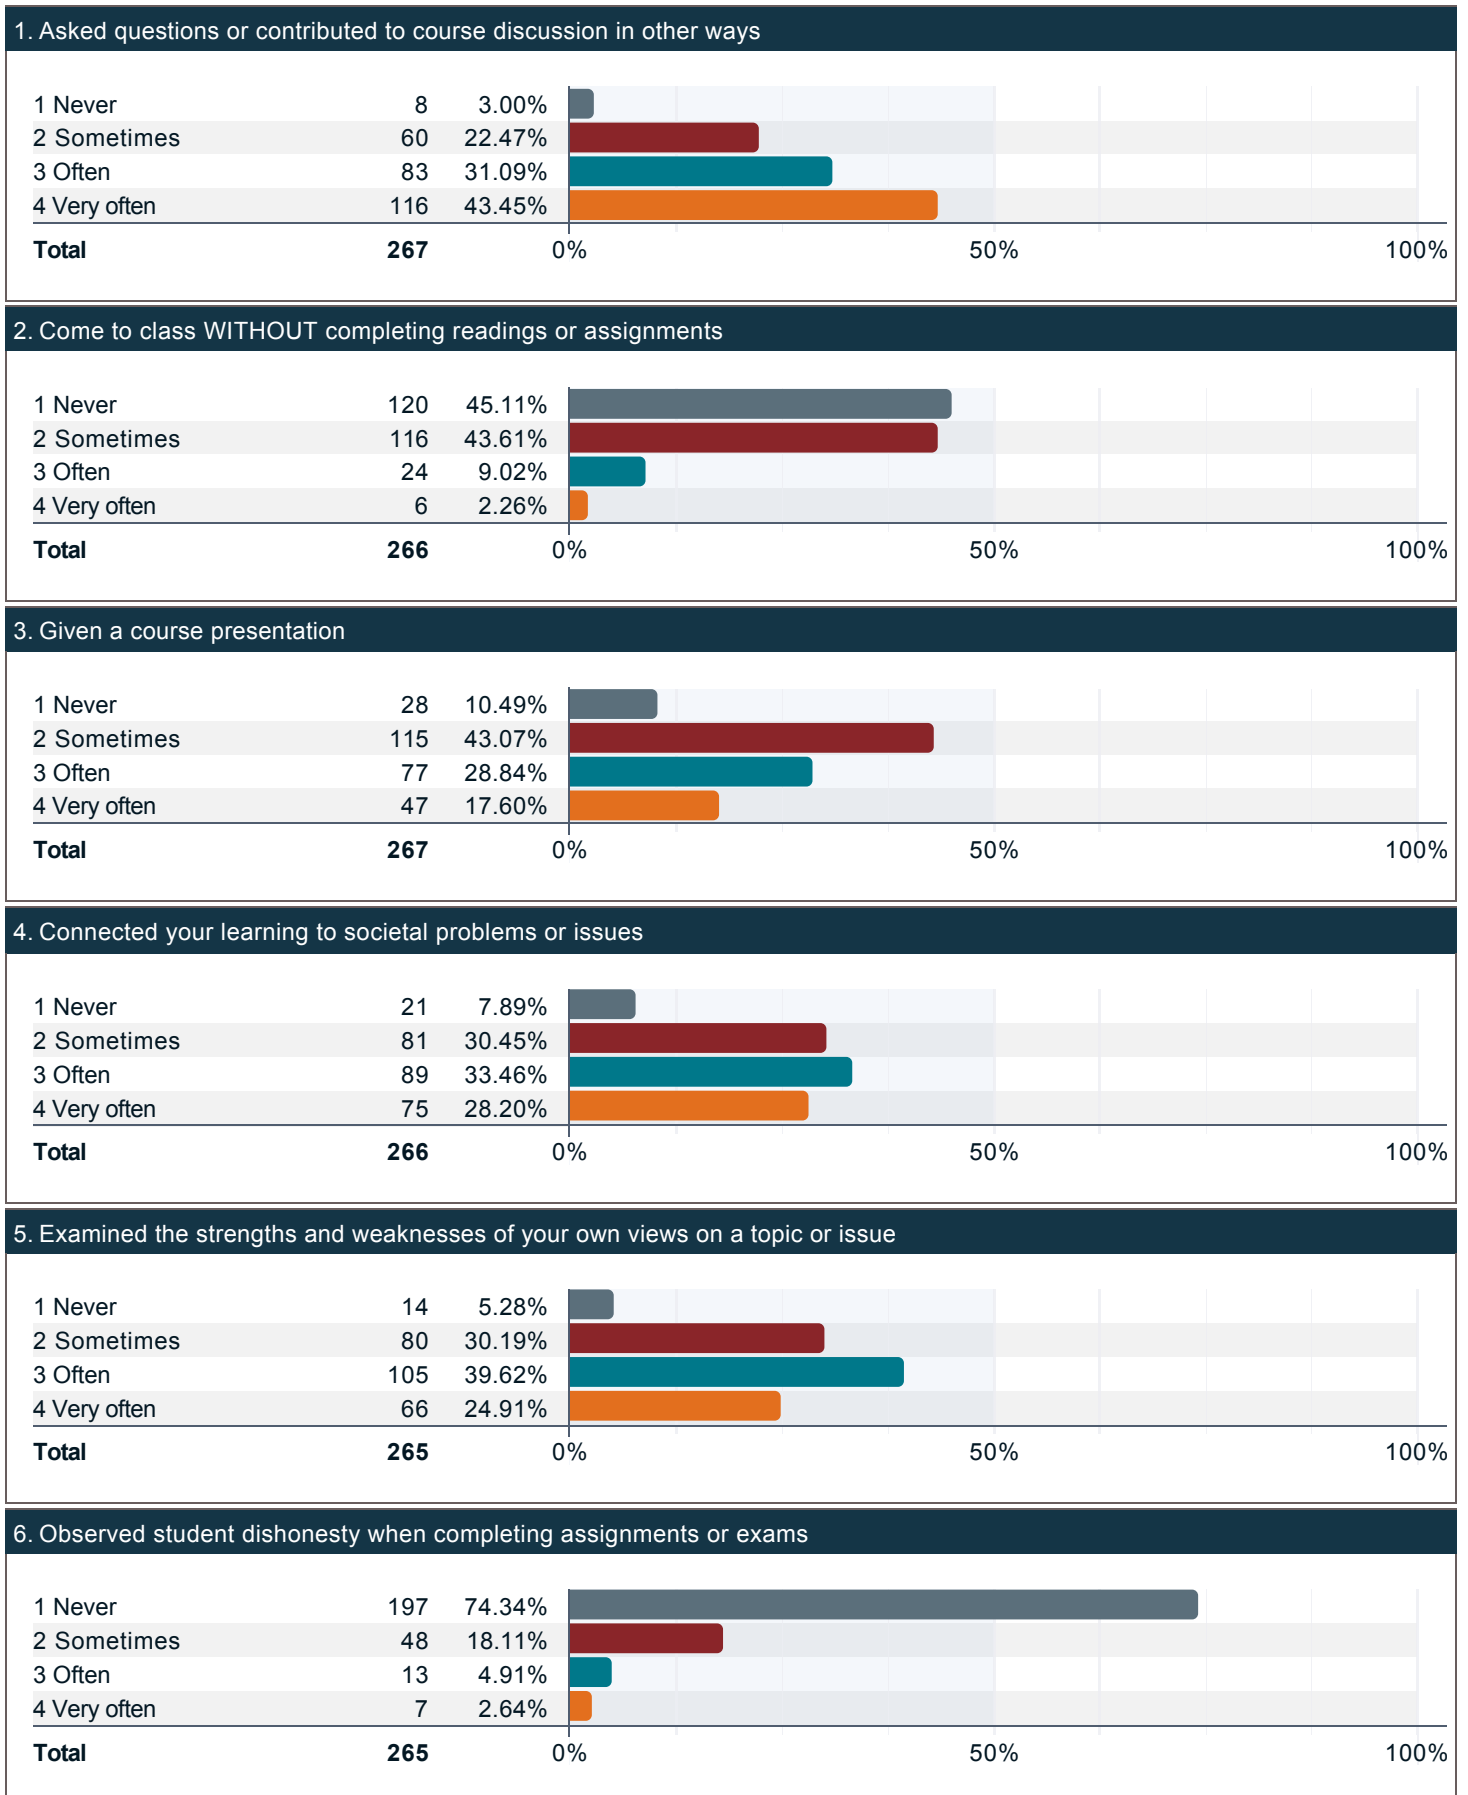 1. Asked questions or contributed to course discussion in other ways
1 Never 8 3.00%
2 Sometimes 60 22.47%
3 Often 83 31.09%
4 Very often 116 43.45%
Total 267 0% 50% 100%
2. Come to class WITHOUT completing readings or assignments
1 Never 120 45.11%
2 Sometimes 116 43.61%
3 Often 24 9.02%
4 Very often 6 2.26%
Total 266 0% 50% 100%
3. Given a course presentation
1 Never 28 10.49%
2 Sometimes 115 43.07%
3 Often 77 28.84%
4 Very often 47 17.60%
Total 267 0% 50% 100%
4. Connected your learning to societal problems or issues
1 Never 21 7.89%
2 Sometimes 81 30.45%
3 Often 89 33.46%
4 Very often 75 28.20%
Total 266 0% 50% 100%
5. Examined the strengths and weaknesses of your own views on a topic or issue
1 Never 14 5.28%
2 Sometimes 80 30.19%
3 Often 105 39.62%
4 Very often 66 24.91%
Total 265 0% 50% 100%
6. Observed student dishonesty when completing assignments or exams
1 Never 197 74.34%
2 Sometimes 48 18.11%
3 Often 13 4.91%
4 Very often 7 2.64%
Total 265 0% 50% 100%